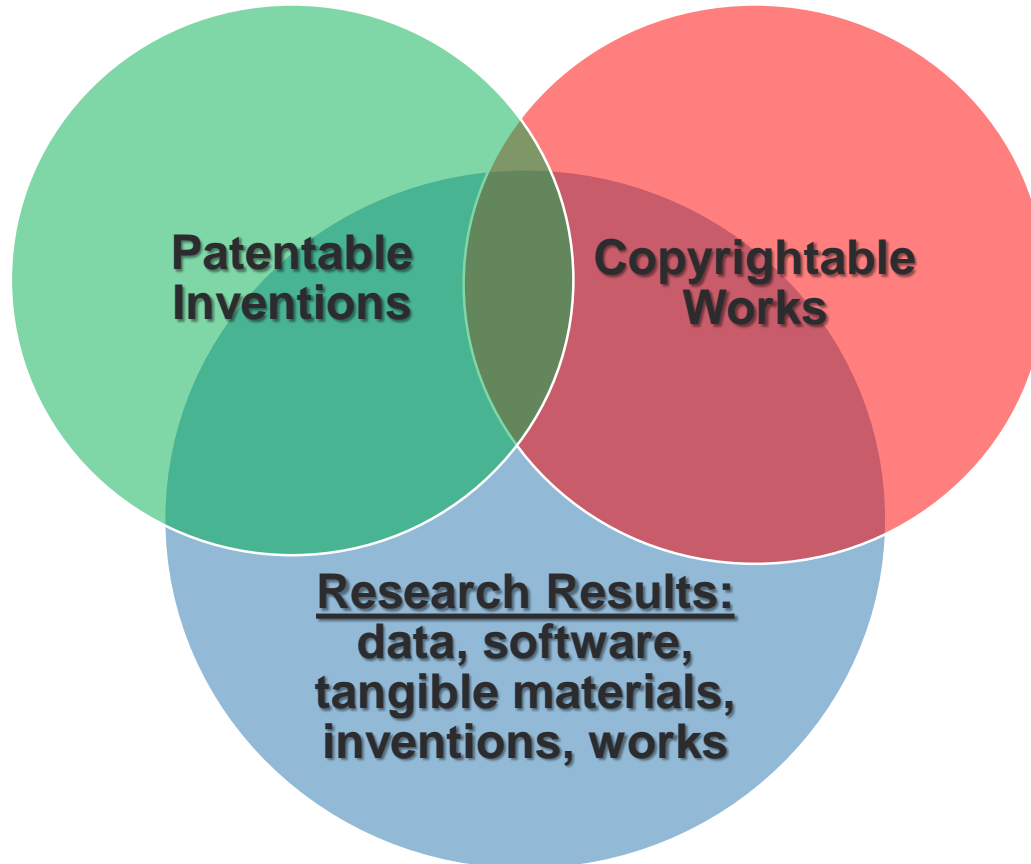 Patentable
Inventions
Copyrightable
Works
Research Results:
data, software,
tangible materials,
inventions, works